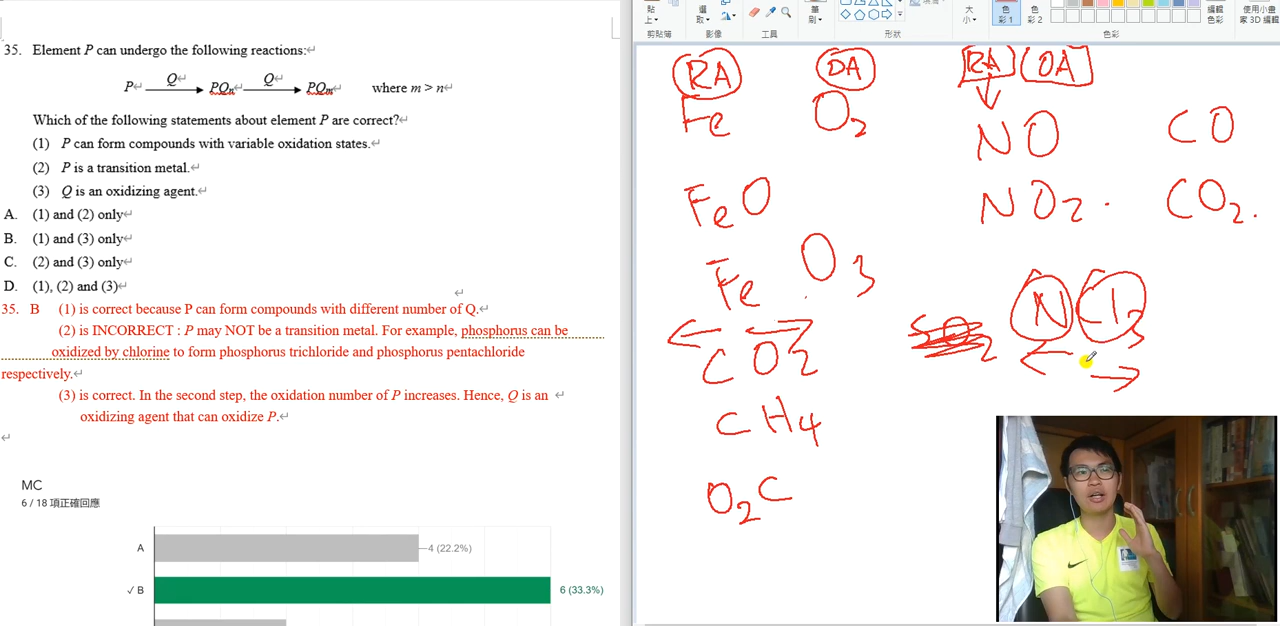 35. Element P can undergo the following reactions:
P Q PQn Q PQm where m > n
Which of the following statements about element P are correct?
(1) P can form compounds with variable oxidation states.
(2) P is a transition metal.
(3) Q is an oxidizing agent.
A. (1) and (2) only
B. (1) and (3) only
C. (2) and (3) only
D. (1), (2) and (3)
35. B (1) is correct because P can form compounds with different number of Q.
(2) is INCORRECT : P may NOT be a transition metal. For example, phosphorus can be
oxidized by chlorine to form phosphorus trichloride and phosphorus pentachloride
respectively.
(3) is correct. In the second step, the oxidation number of P increases. Hence, Q is an
oxidizing agent that can oxidize P.
MC
6 / 18 項正確回應
A 4 (22.2%)
✓ B 6 (33.3%)
貼
上
選
取
筆
刷
大
小
色
彩 1
色
彩 2
編輯
色彩
使用小畫
家 3D 編輯
剪貼簿 影像 工具 形狀 色彩
RA OA RA OA
Fe O2 NO CO
FeO NO2 CO2
Fe O3
NCl3
CO2
CH4
O2C